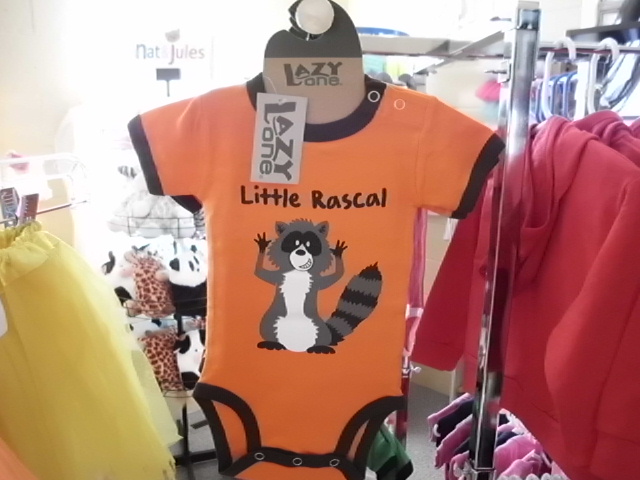 Nat & Jules
LAZY
One
LAZY
One
Little Rascal